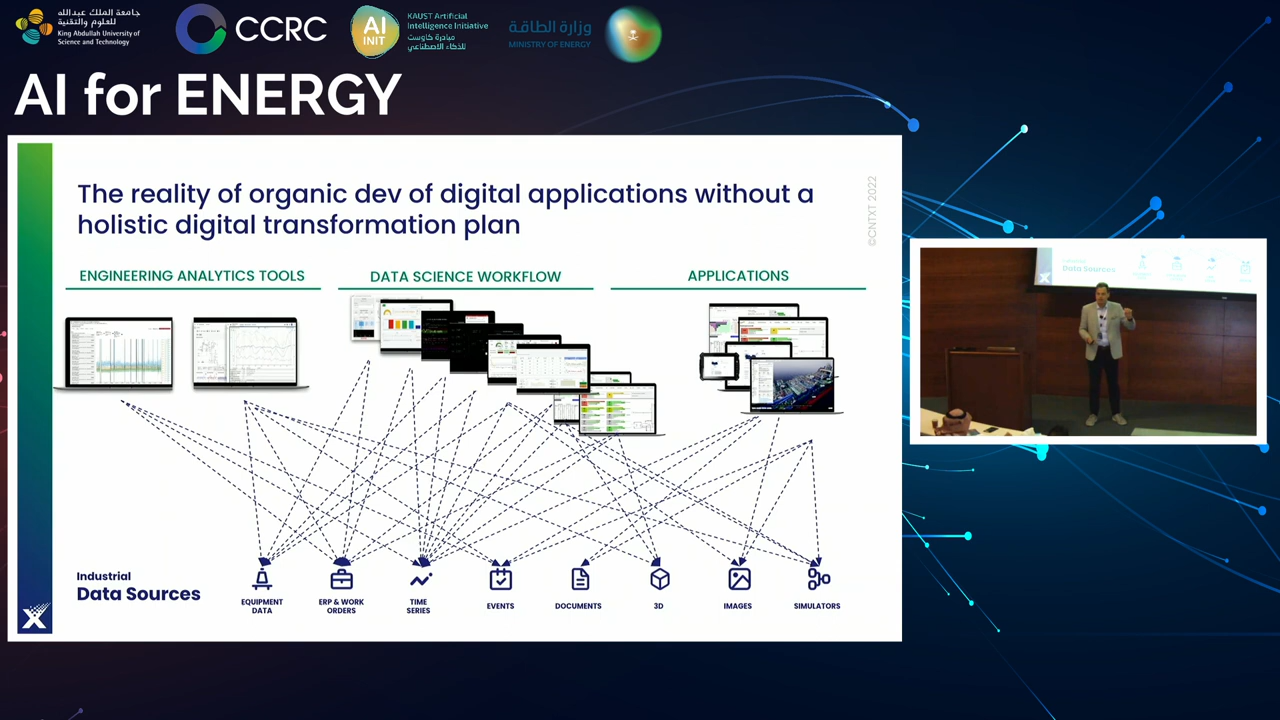 جامعة الملك عبدالله
للعلوم والتقنية
King Abdullah University of
Science and Technology
CCRC
AI
INIT
KAUST Artificial
Intelligence Initiative
مبادرة كاوست
للذكاء الاصطناعي
وزارة الطاقة
MINISTRY OF ENERGY
AI for ENERGY
The reality of organic dev of digital applications without a
holistic digital transformation plan
©CNTXT 2022
ENGINEERING ANALYTICS TOOLS
DATA SCIENCE WORKFLOW
APPLICATIONS
Industrial
Data Sources
EQUIPMENT
DATA
ERP & WORK
ORDERS
TIME
SERIES
EVENTS
DOCUMENTS
3D
IMAGES
SIMULATORS
Data Sources